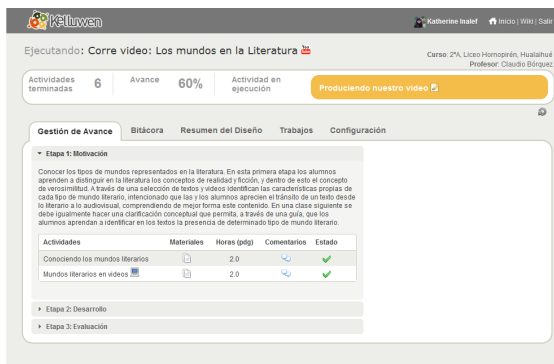 Kelluwen
Katherine Inalef Inicio | Wiki | Salir
Ejecutando: Corre video: Los mundos en la Literatura
Curso: 2ºA, Liceo Hornopirén, Hualaihué
Profesor: Claudio Bórquez
Actividades terminadas 6 Avance 60% Actividad en ejecución Produciendo nuestro video
Gestión de Avance Bitácora Resumen del Diseño Trabajos Configuración
Etapa 1: Motivación
Conocer los tipos de mundos representados en la literatura. En esta primera etapa los alumnos
aprenden a distinguir en la literatura los conceptos de realidad y ficción, y dentro de esto el concepto
de verosimilitud. A través de una selección de textos y videos identifican las características propias de
cada tipo de mundo literario, intencionado que las y los alumnos aprecien el tránsito de un texto desde
lo literario a lo audiovisual, comprendiendo de mejor forma este contenido. En una clase siguiente se
debe igualmente hacer una clarificación conceptual que permita, a través de una guía, que los
alumnos aprendan a identificar en los textos la presencia de determinado tipo de mundo literario.
Actividades Materiales Horas (pdg) Comentarios Estado
Conociendo los mundos literarios 2.0
Mundos literarios en videos 2.0
Etapa 2: Desarrollo
Etapa 3: Evaluación